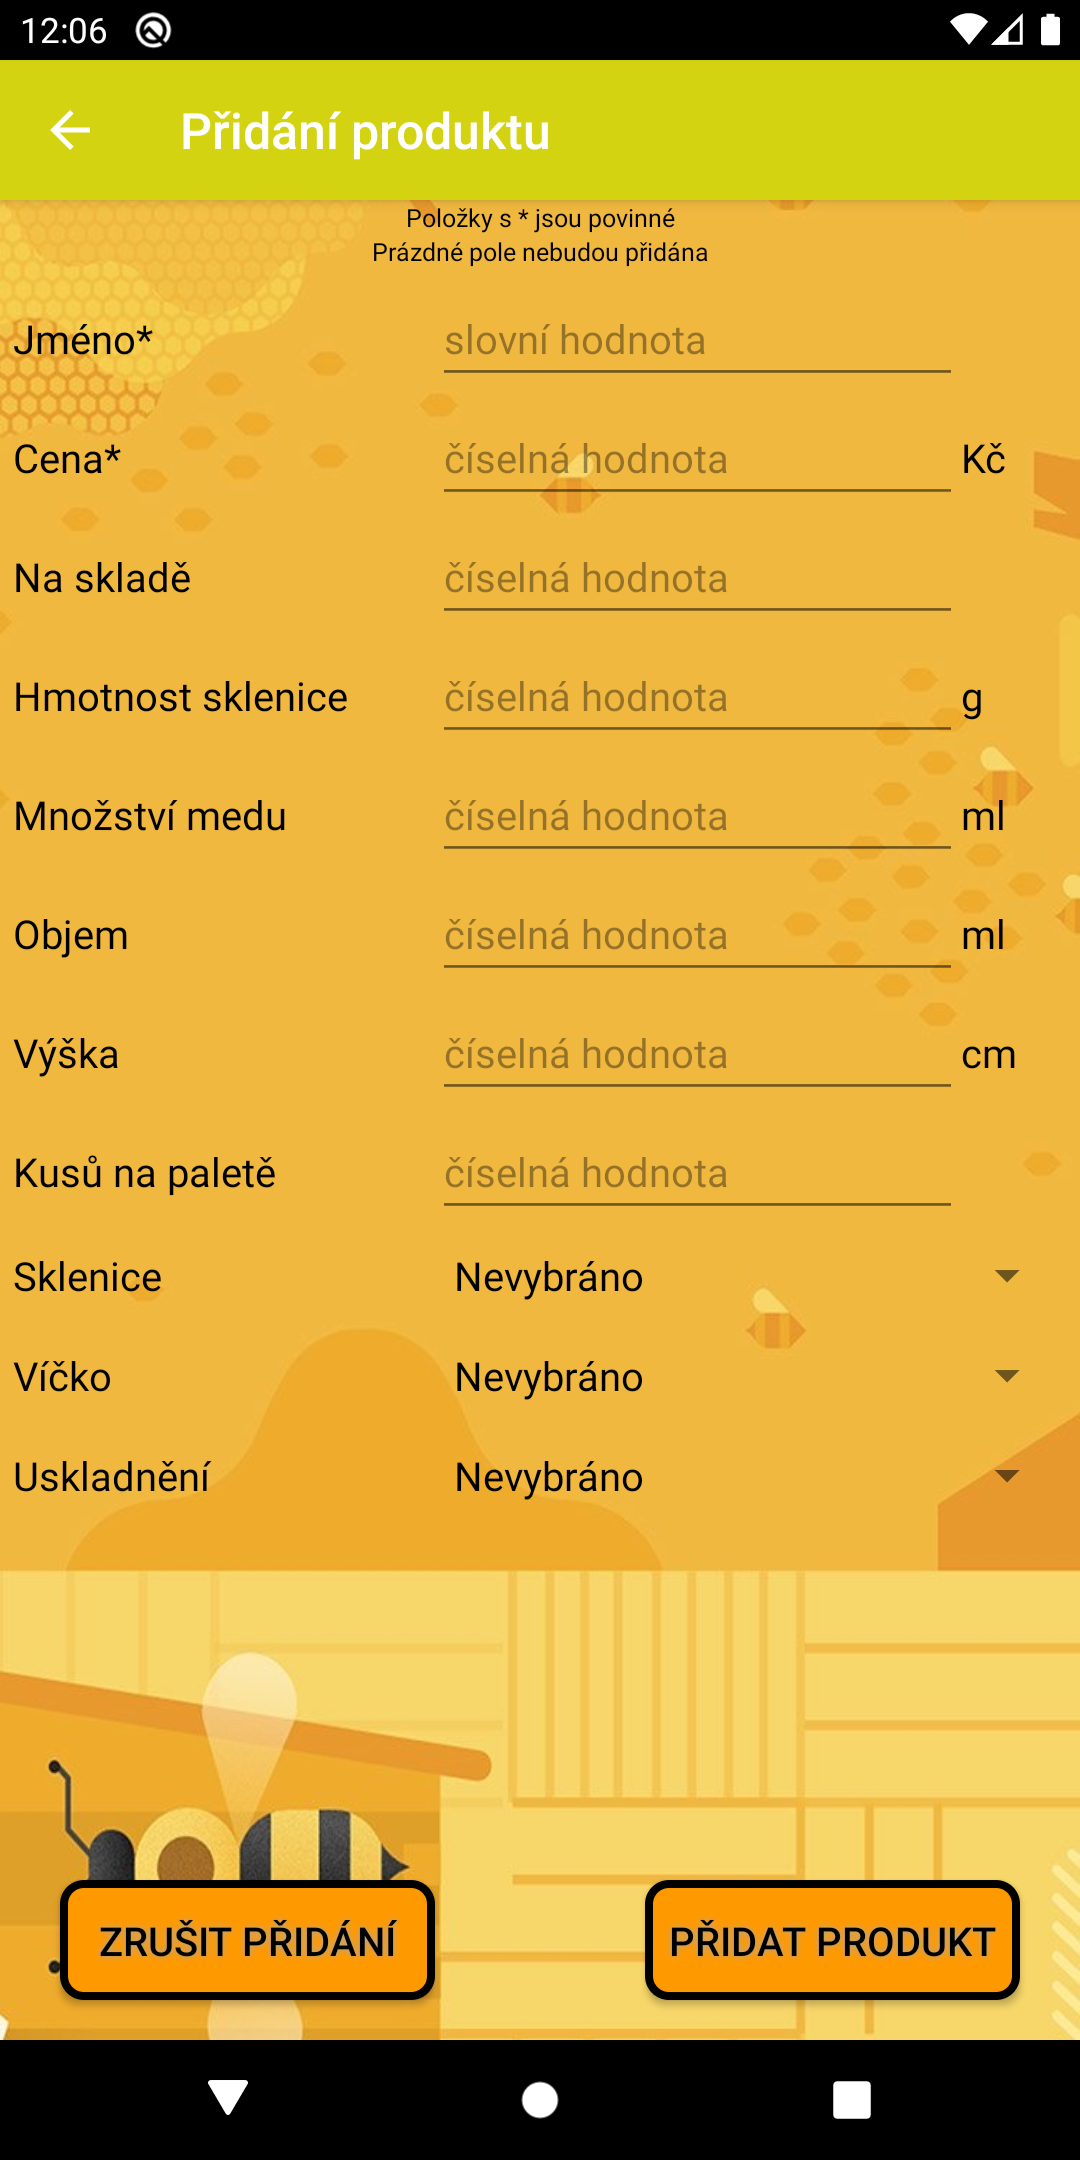 12:06
Přidání produktu
Položky s * jsou povinné
Prázdné pole nebudou přidána
Jméno* slovní hodnota
Cena* číselná hodnota Kč
Na skladě číselná hodnota
Hmotnost sklenice číselná hodnota g
Množství medu číselná hodnota ml
Objem číselná hodnota ml
Výška číselná hodnota cm
Kusů na paletě číselná hodnota
Sklenice Nevybráno
Víčko Nevybráno
Uskladnění Nevybráno
ZRUŠIT PŘIDÁNÍ PŘIDAT PRODUKT